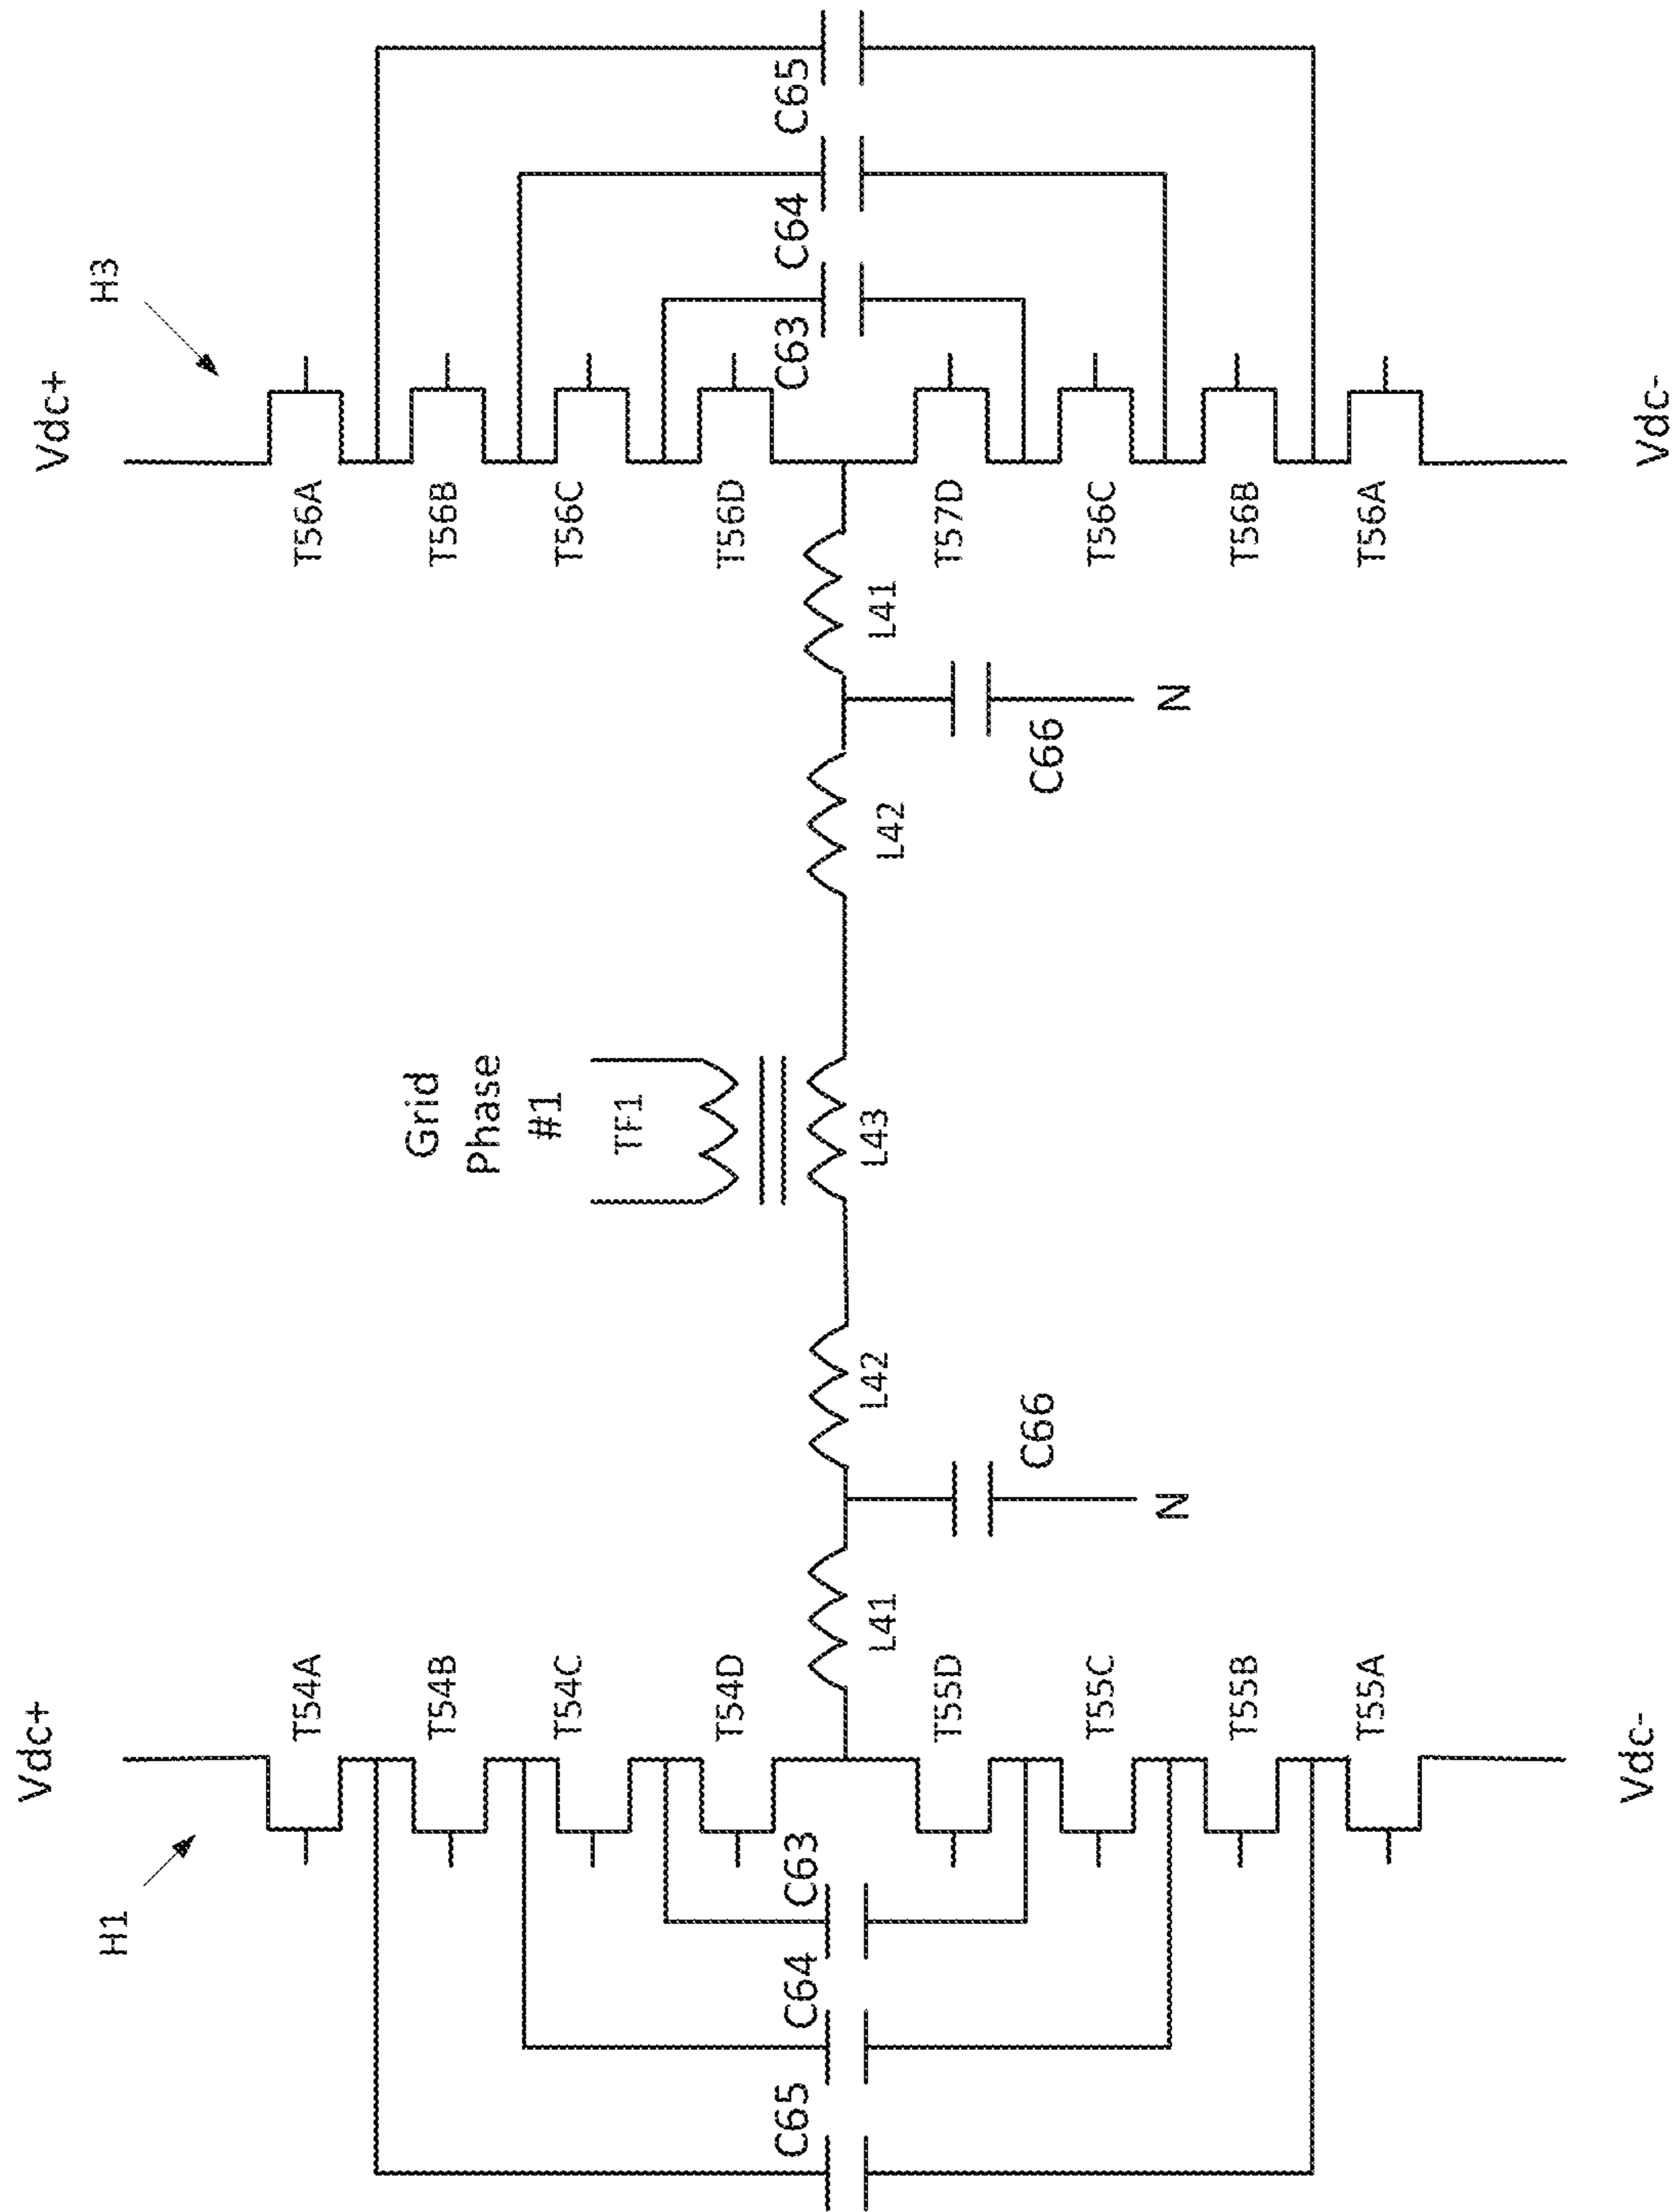 Vdc+
Vdc+
H1
H3
T54A
T56A
Grid
Phase
#1
T54B
T56B
T54C
T56C
TF1
T54D
T56D
C65
C64
C63
C63
C64
C65
L41
L42
L43
L42
L41
T55D
T57D
C66
C66
T55C
T56C
N
N
T55B
T56B
T55A
T56A
Vdc-
Vdc-